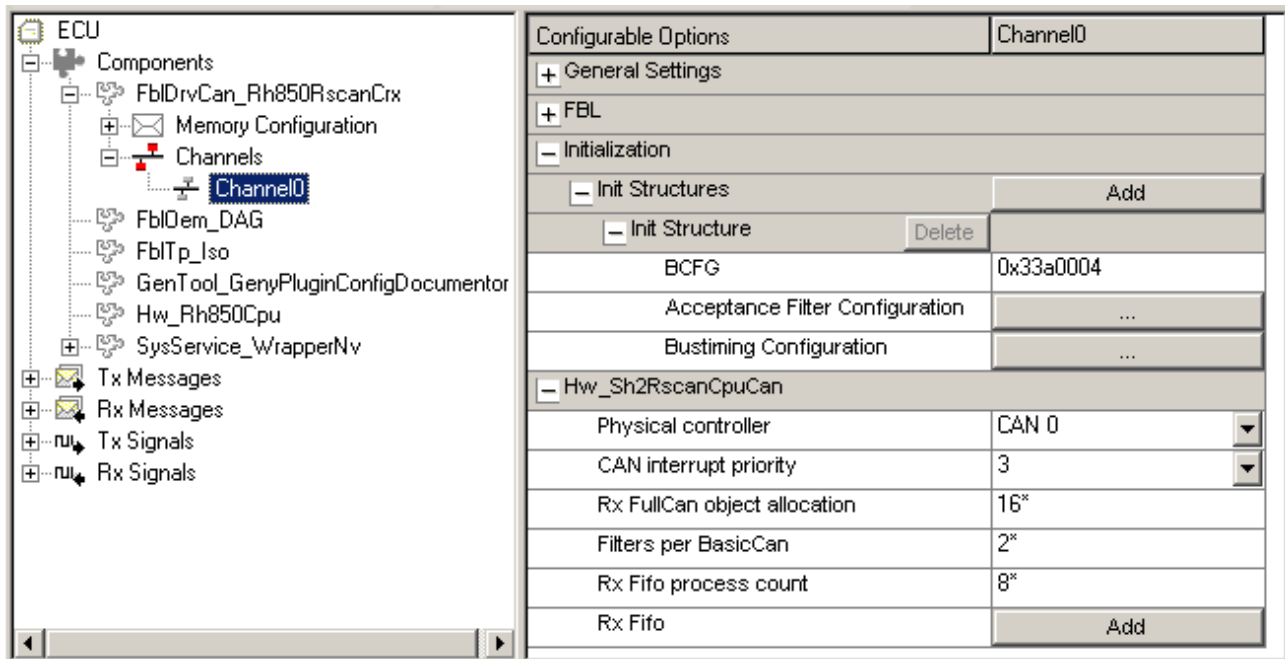 ECU
Components
FblDrvCan_Rh850RscanCrx
Memory Configuration
Channels
Channel0
FblOem_DAG
FblTp_Iso
GenTool_GenyPluginConfigDocumentor
Hw_Rh850Cpu
SysService_WrapperNv
Tx Messages
Rx Messages
Tx Signals
Rx Signals
Configurable Options Channel0
General Settings
FBL
Initialization
Init Structures Add
Init Structure Delete
BCFG 0x33a0004
Acceptance Filter Configuration ...
Bustiming Configuration ...
Hw_Sh2RscanCpuCan
Physical controller CAN 0
CAN interrupt priority 3
Rx FullCan object allocation 16*
Filters per BasicCan 2*
Rx Fifo process count 8*
Rx Fifo Add